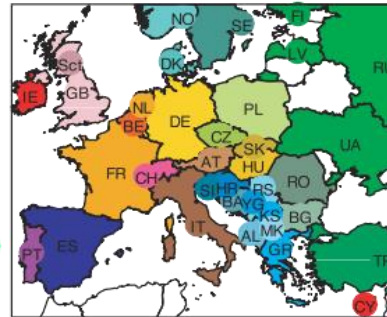 NO
SE
FI
LV
RU
Sct
DK
IE
GB
NL
BE
DE
PL
UA
CZ
SK
FR
CH
AT
HU
SI
HR
RS
RO
BA
YG
KS
BG
IT
AL
MK
GR
PT
ES
TR
CY